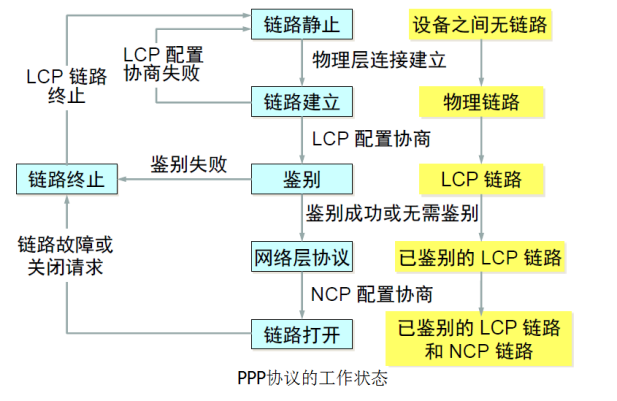 链路静止
设备之间无链路
LCP 配置
协商失败
物理层连接建立
LCP 链路
终止
链路建立
物理链路
LCP 配置协商
鉴别失败
链路终止
鉴别
LCP 链路
鉴别成功或无需鉴别
链路故障或
关闭请求
网络层协议
已鉴别的 LCP 链路
NCP 配置协商
链路打开
已鉴别的 LCP 链路
和 NCP 链路
PPP协议的工作状态